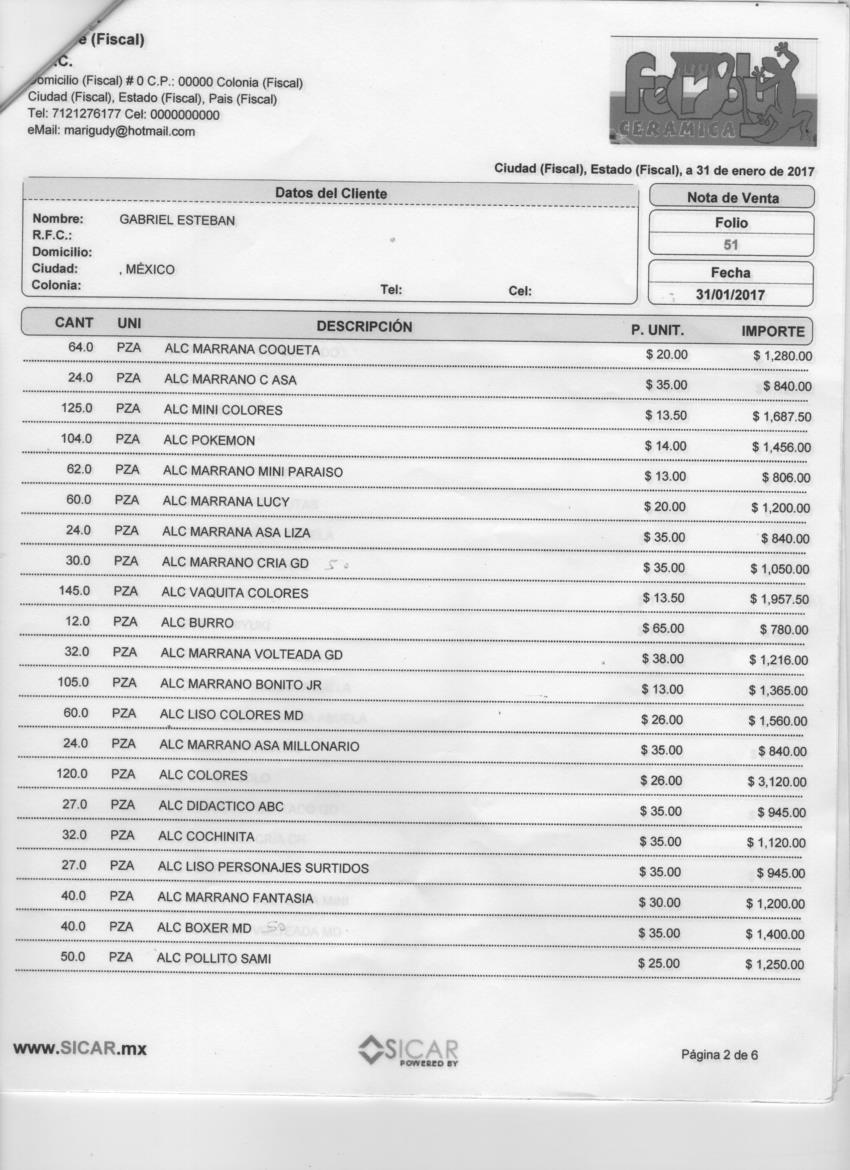 e (Fiscal)
.C.
Domicilio (Fiscal) # 0 C.P.: 00000 Colonia (Fiscal)
Ciudad (Fiscal), Estado (Fiscal), Pais (Fiscal)
Tel: 7121276177 Cel: 0000000000
eMail: marigudy@hotmail.com
CERAMICA
Ciudad (Fiscal), Estado (Fiscal), a 31 de enero de 2017
Datos del Cliente
Nombre: GABRIEL ESTEBAN
R.F.C.:
Domicilio:
Ciudad: , MÉXICO
Colonia: Tel: Cel:
Nota de Venta
Folio
51
Fecha
31/01/2017
CANT UNI DESCRIPCIÓN P. UNIT. IMPORTE
64.0 PZA ALC MARRANA COQUETA $ 20.00 $ 1,280.00
24.0 PZA ALC MARRANO C ASA $ 35.00 $ 840.00
125.0 PZA ALC MINI COLORES $ 13.50 $ 1,687.50
104.0 PZA ALC POKEMON $ 14.00 $ 1,456.00
62.0 PZA ALC MARRANO MINI PARAISO $ 13.00 $ 806.00
60.0 PZA ALC MARRANA LUCY $ 20.00 $ 1,200.00
24.0 PZA ALC MARRANA ASA LIZA $ 35.00 $ 840.00
30.0 PZA ALC MARRANO CRIA GD 50 $ 35.00 $ 1,050.00
145.0 PZA ALC VAQUITA COLORES $ 13.50 $ 1,957.50
12.0 PZA ALC BURRO $ 65.00 $ 780.00
32.0 PZA ALC MARRANA VOLTEADA GD $ 38.00 $ 1,216.00
105.0 PZA ALC MARRANO BONITO JR $ 13.00 $ 1,365.00
60.0 PZA ALC LISO COLORES MD $ 26.00 $ 1,560.00
24.0 PZA ALC MARRANO ASA MILLONARIO $ 35.00 $ 840.00
120.0 PZA ALC COLORES $ 26.00 $ 3,120.00
27.0 PZA ALC DIDACTICO ABC $ 35.00 $ 945.00
32.0 PZA ALC COCHINITA $ 35.00 $ 1,120.00
27.0 PZA ALC LISO PERSONAJES SURTIDOS $ 35.00 $ 945.00
40.0 PZA ALC MARRANO FANTASIA $ 30.00 $ 1,200.00
40.0 PZA ALC BOXER MD 50 $ 35.00 $ 1,400.00
50.0 PZA ALC POLLITO SAMI $ 25.00 $ 1,250.00
www.SICAR.mx
SICAR
POWERED BY
Página 2 de 6